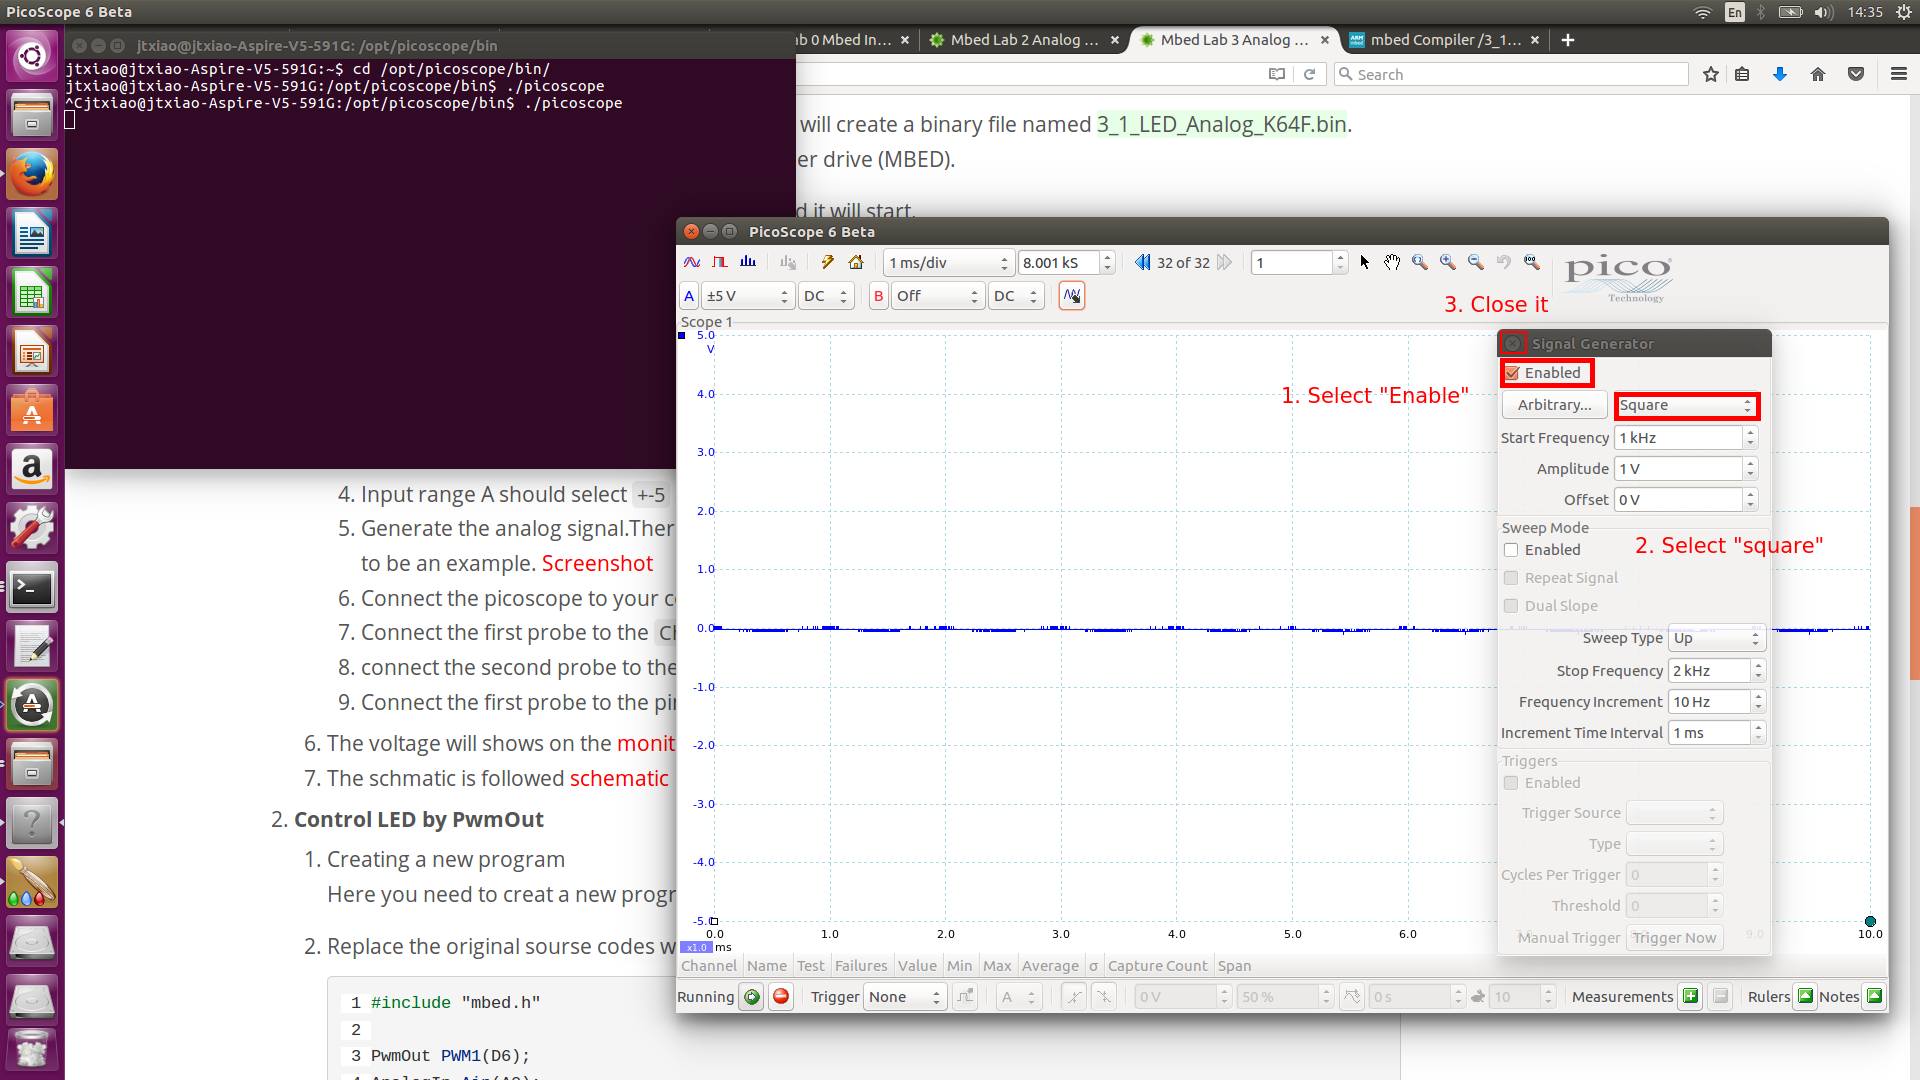 PicoScope 6 Beta
En
14:35
jtxiao@jtxiao-Aspire-V5-591G: /opt/picoscope/bin
jtxiao@jtxiao-Aspire-V5-591G:~$ cd /opt/picoscope/bin/
jtxiao@jtxiao-Aspire-V5-591G:/opt/picoscope/bin$ ./picoscope
^Cjtxiao@jtxiao-Aspire-V5-591G:/opt/picoscope/bin$ ./picoscope
b 0 Mbed In...
Mbed Lab 2 Analog ...
Mbed Lab 3 Analog ...
mbed Compiler /3_1...
Search
will create a binary file named 3_1_LED_Analog_K64F.bin.
er drive (MBED).
d it will start.
4. Input range A should select +-5
5. Generate the analog signal.Ther
to be an example. Screenshot
6. Connect the picoscope to your c
7. Connect the first probe to the
8. connect the second probe to the
9. Connect the first probe to the pi
6. The voltage will shows on the monit
7. The schmatic is followed schematic
2. Control LED by PwmOut
1. Creating a new program
Here you need to creat a new progr
2. Replace the original sourse codes w
1 #include "mbed.h"
2
3 PwmOut PWM1(D6);
PicoScope 6 Beta
1 ms/div
8.001 kS
32 of 32
1
pico
Technology
A
±5 V
DC
B
Off
DC
3. Close it
Scope 1
5.0
V
4.0
3.0
2.0
1.0
0.0
-1.0
-2.0
-3.0
-4.0
-5.0
0.0
1.0
2.0
3.0
4.0
5.0
6.0
9.0
10.0
x1.0
ms
1. Select "Enable"
Signal Generator
Enabled
Arbitrary...
Square
Start Frequency
1 kHz
Amplitude
1 V
Offset
0 V
Sweep Mode
Enabled
2. Select "square"
Repeat Signal
Dual Slope
Sweep Type
Up
Stop Frequency
2 kHz
Frequency Increment
10 Hz
Increment Time Interval
1 ms
Triggers
Enabled
Trigger Source
Type
Cycles Per Trigger
0
Threshold
0
Manual Trigger
Trigger Now
Channel
Name
Test
Failures
Value
Min
Max
Average
σ
Capture Count
Span
Running
Trigger
None
A
0 V
50 %
0 s
10
Measurements
Rulers
Notes